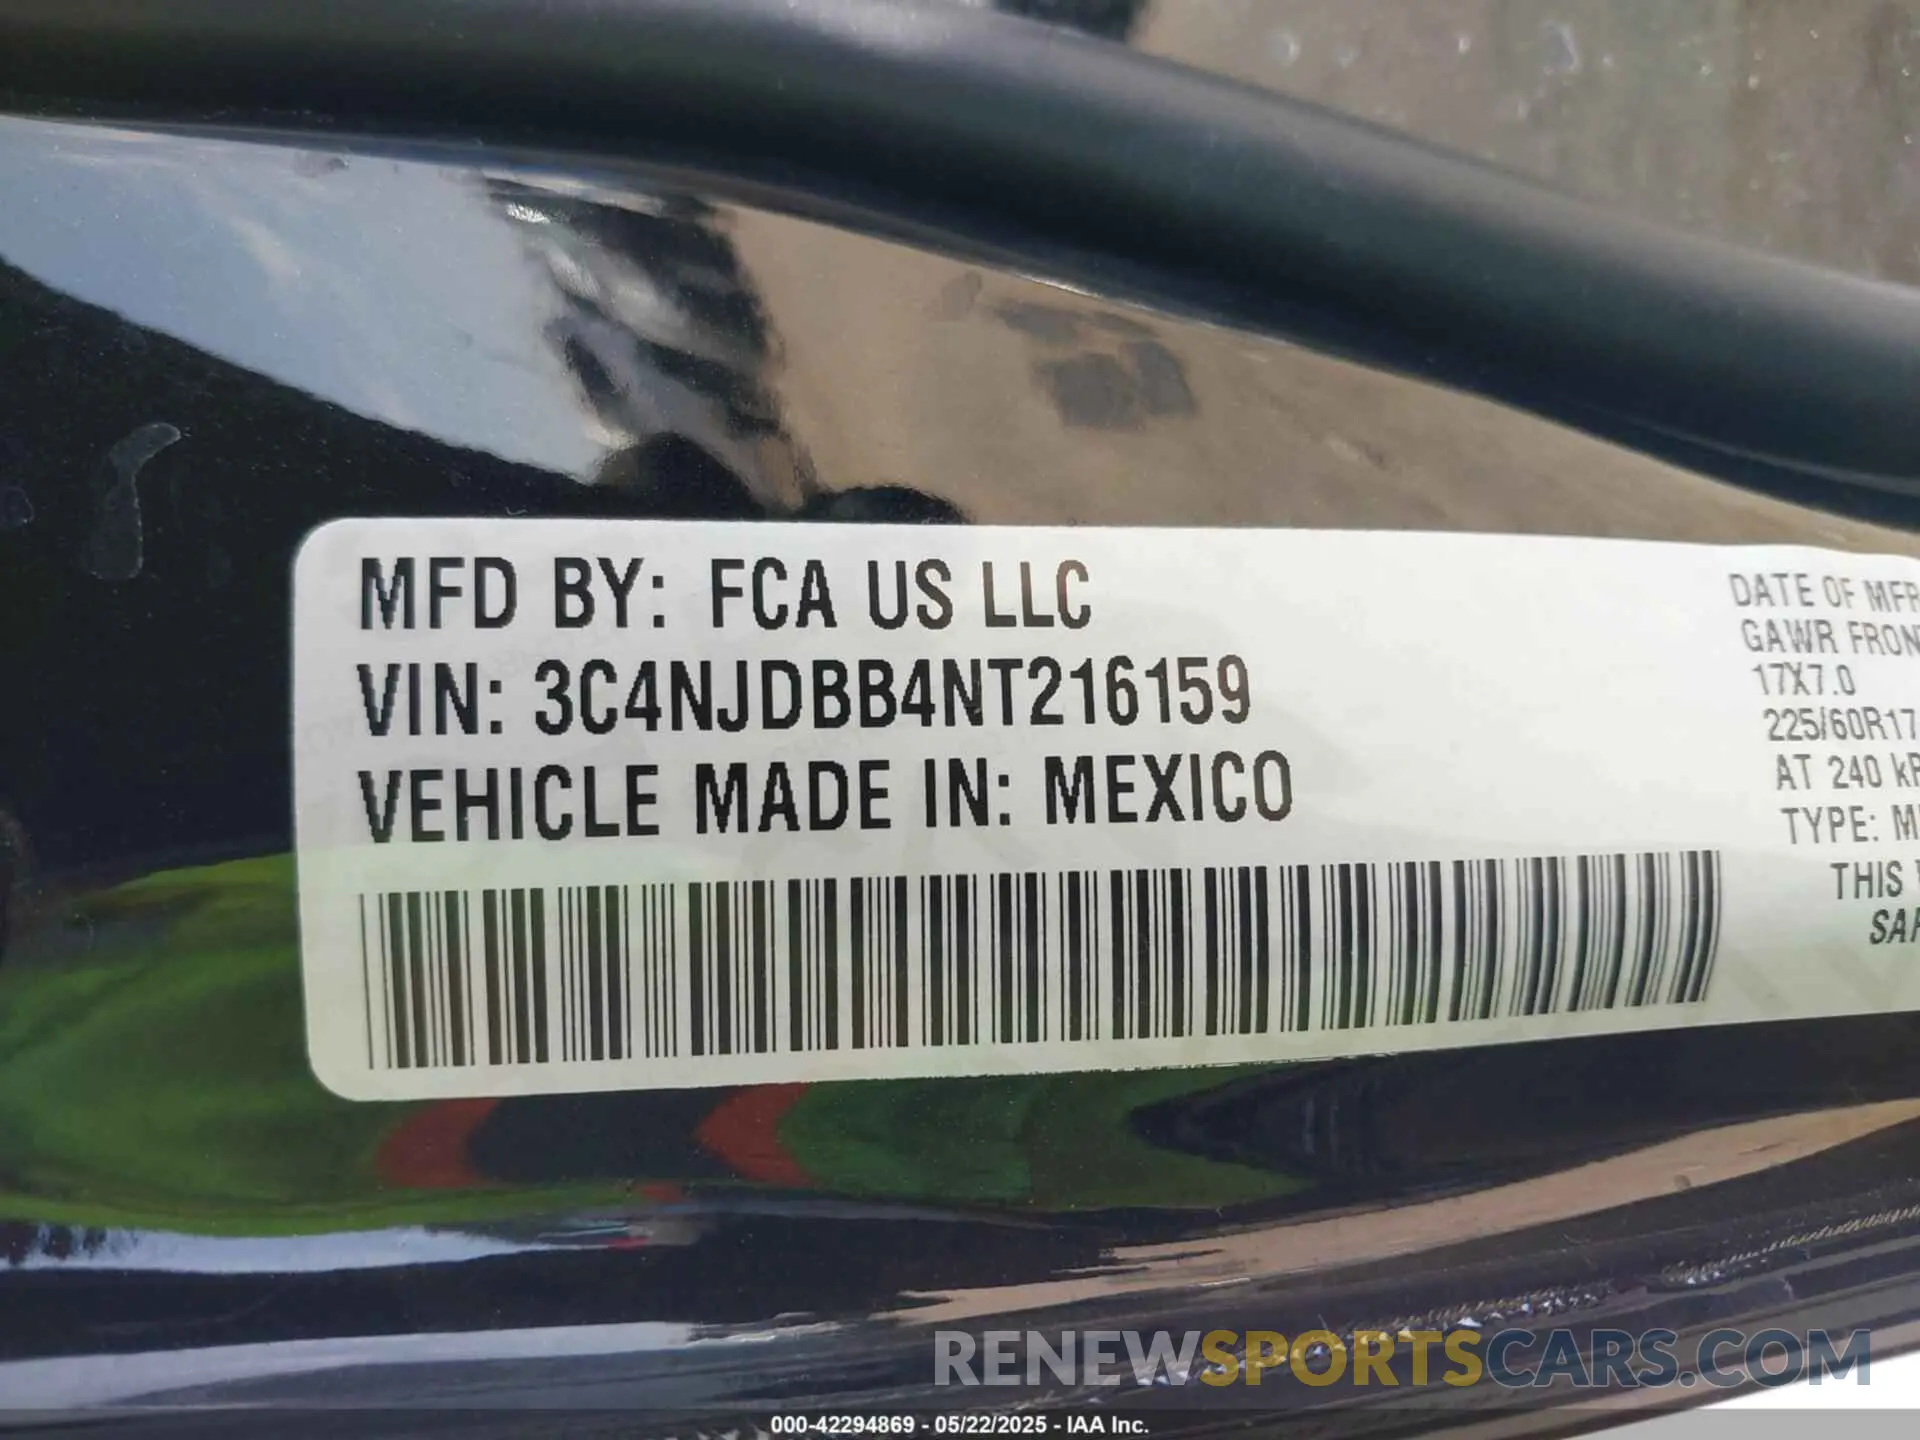 MFD BY: FCA US LLC
VIN: 3C4NJDBB4NT216159
VEHICLE MADE IN: MEXICO
DATE OF MFR
GAWR FRON
17X7.0
225/60R17
AT 240 kP
TYPE: M
THIS
SAF
RENEWSPORTSCARS.COM
000-42294869 - 05/22/2025 - IAA Inc.